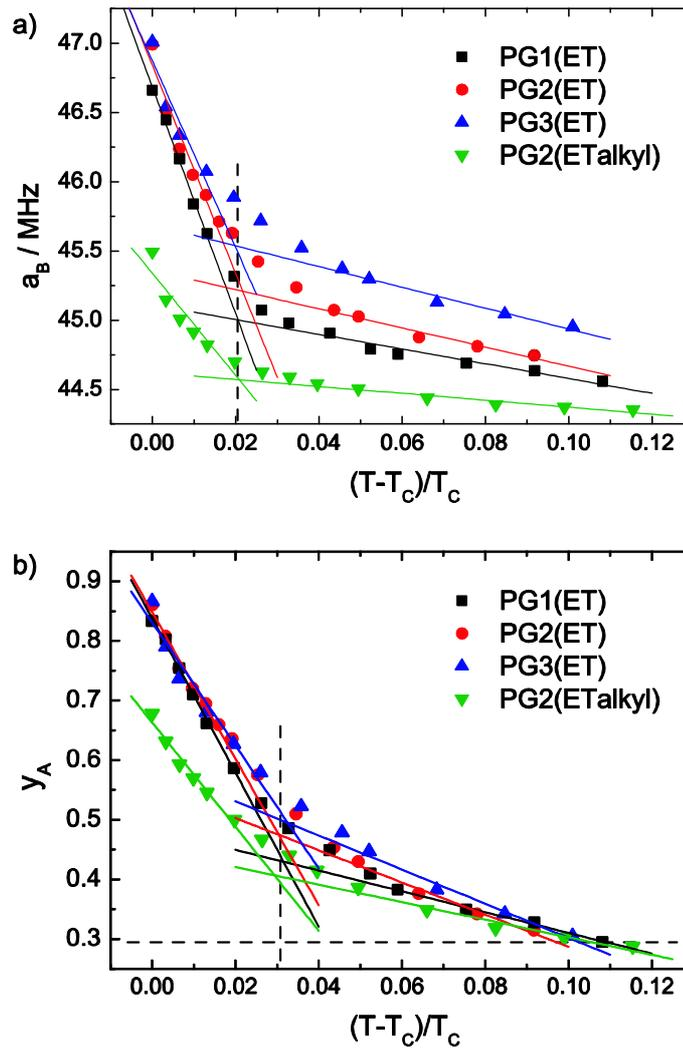 a)
47.0
46.5
46.0
45.5
45.0
44.5
a_B / MHz
PG1(ET)
PG2(ET)
PG3(ET)
PG2(ETalkyl)
0.00 0.02 0.04 0.06 0.08 0.10 0.12
(T-T_C)/T_C
b)
0.9
0.8
0.7
0.6
0.5
0.4
0.3
y_A
PG1(ET)
PG2(ET)
PG3(ET)
PG2(ETalkyl)
0.00 0.02 0.04 0.06 0.08 0.10 0.12
(T-T_C)/T_C